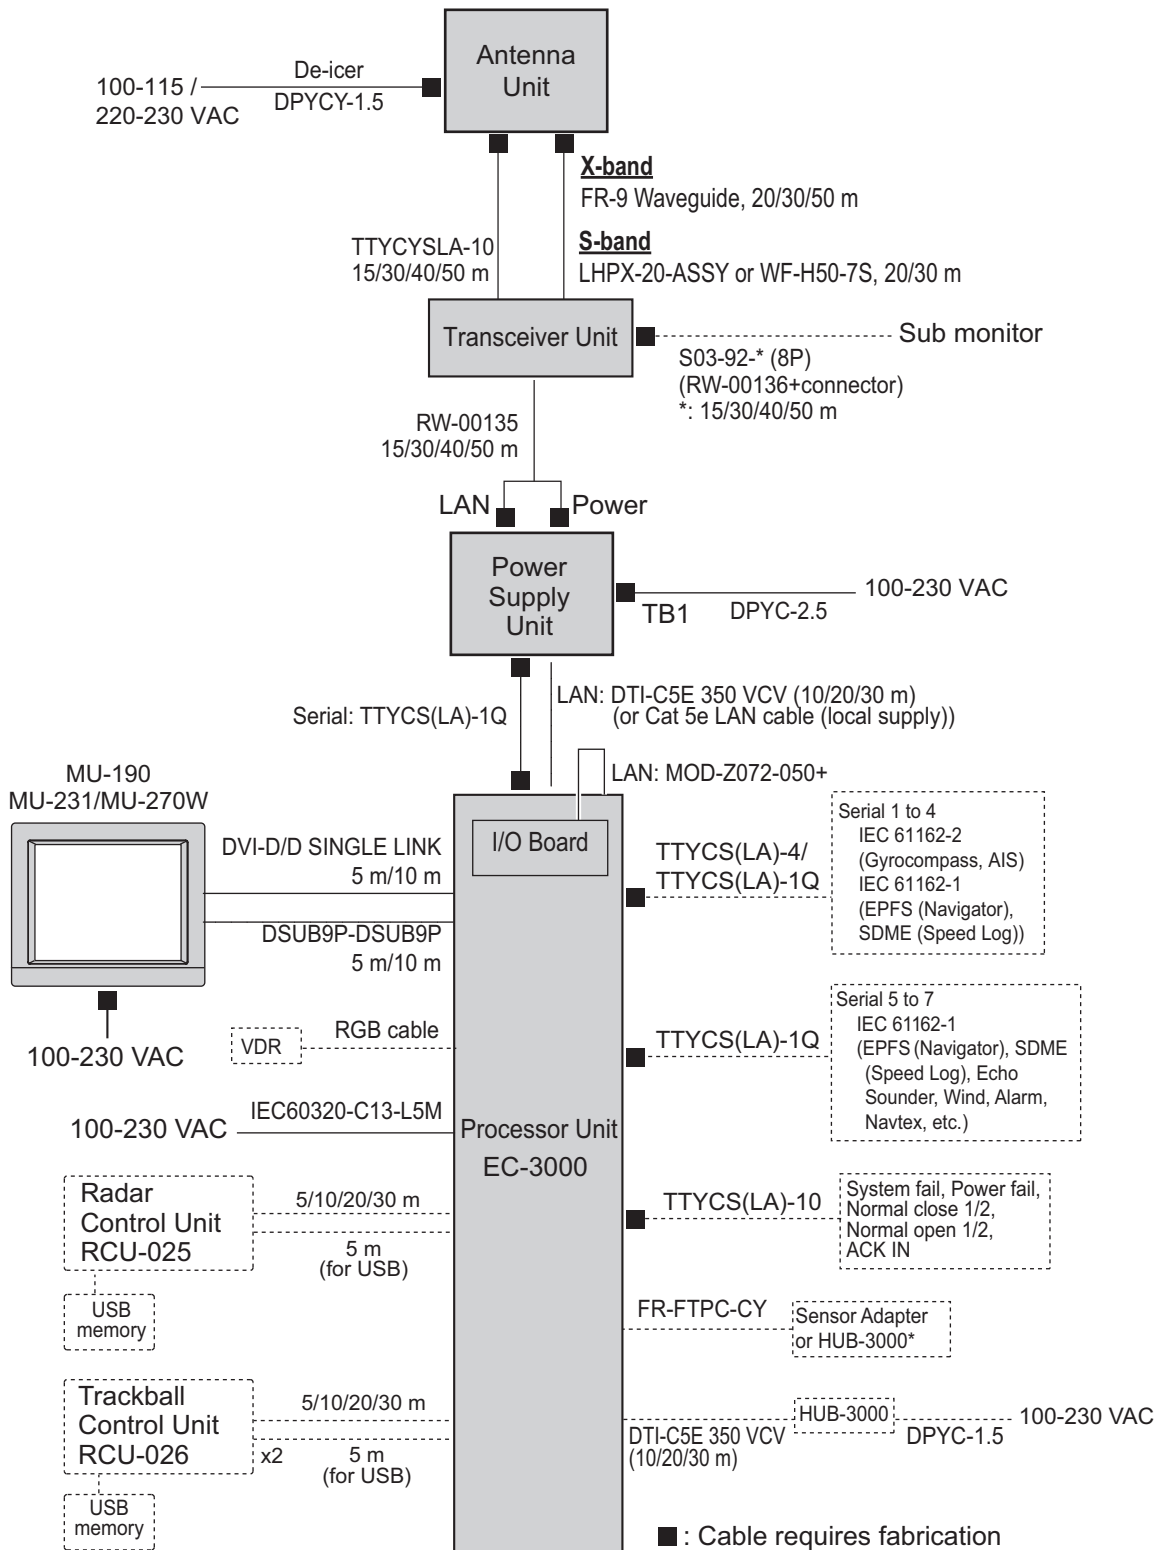 Antenna
Unit
De-icer
100-115 /
220-230 VAC
DPYCY-1.5
X-band
FR-9 Waveguide, 20/30/50 m
TTYCYSLA-10
15/30/40/50 m
S-band
LHPX-20-ASSY or WF-H50-7S, 20/30 m
Transceiver Unit
Sub monitor
S03-92-* (8P)
(RW-00136+connector)
*: 15/30/40/50 m
RW-00135
15/30/40/50 m
LAN
Power
Power
Supply
Unit
TB1
DPYC-2.5
100-230 VAC
Serial: TTYCS(LA)-1Q
LAN: DTI-C5E 350 VCV (10/20/30 m)
(or Cat 5e LAN cable (local supply))
LAN: MOD-Z072-050+
MU-190
MU-231/MU-270W
DVI-D/D SINGLE LINK
5 m/10 m
DSUB9P-DSUB9P
5 m/10 m
100-230 VAC
I/O Board
TTYCS(LA)-4/
TTYCS(LA)-1Q
Serial 1 to 4
IEC 61162-2
(Gyrocompass, AIS)
IEC 61162-1
(EPFS (Navigator),
SDME (Speed Log))
VDR
RGB cable
TTYCS(LA)-1Q
Serial 5 to 7
IEC 61162-1
(EPFS (Navigator), SDME
(Speed Log), Echo
Sounder, Wind, Alarm,
Navtex, etc.)
100-230 VAC
IEC60320-C13-L5M
Processor Unit
EC-3000
Radar
Control Unit
RCU-025
5/10/20/30 m
5 m
(for USB)
USB
memory
TTYCS(LA)-10
System fail, Power fail,
Normal close 1/2,
Normal open 1/2,
ACK IN
FR-FTPC-CY
Sensor Adapter
or HUB-3000*
Trackball
Control Unit
RCU-026
x2
5/10/20/30 m
5 m
(for USB)
USB
memory
DTI-C5E 350 VCV
(10/20/30 m)
HUB-3000
DPYC-1.5
100-230 VAC
■ : Cable requires fabrication